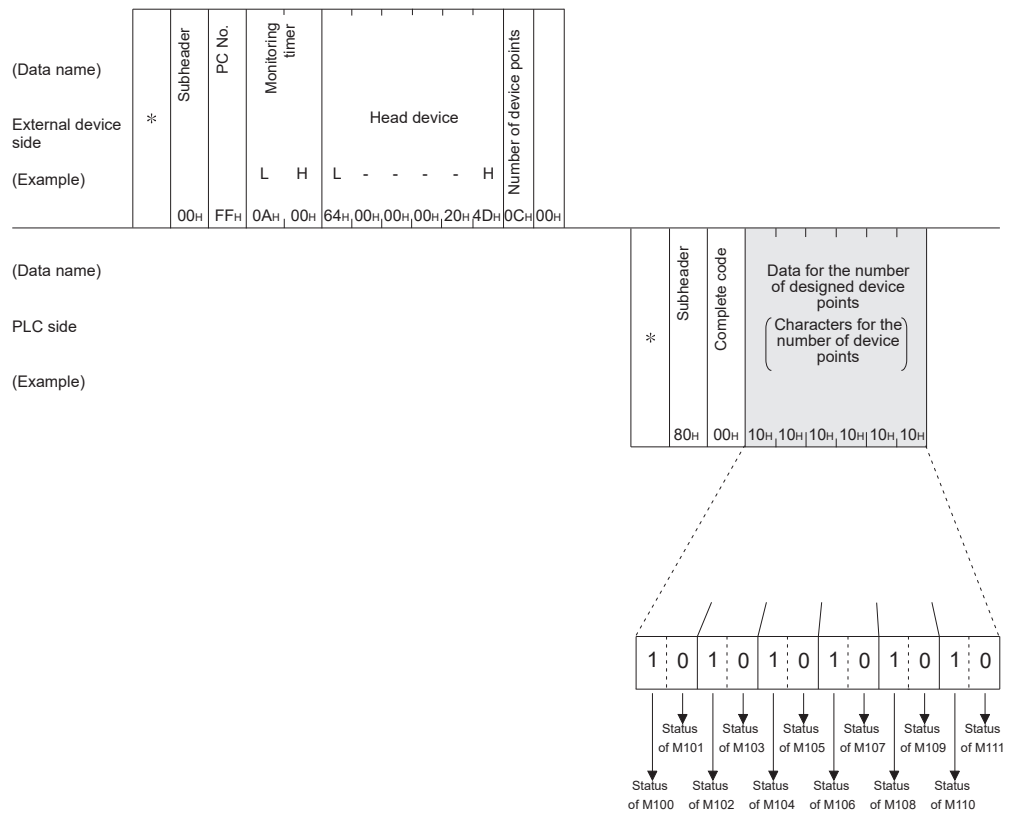 (Data name)
External device
side
(Example)
*
Subheader
PC No.
Monitoring
timer
Head device
Number of device points
L H L - - - - H
00H FFH 0AH 00H 64H 00H 00H 00H 20H 4DH 0CH 00H
(Data name)
PLC side
(Example)
*
Subheader
Complete code
Data for the number
of designed device
points
(Characters for the
number of device
points)
80H 00H 10H 10H 10H 10H 10H 10H
1 0 1 0 1 0 1 0 1 0 1 0
Status Status Status Status Status Status
of M101 of M103 of M105 of M107 of M109 of M111
Status Status Status Status Status Status
of M100 of M102 of M104 of M106 of M108 of M110